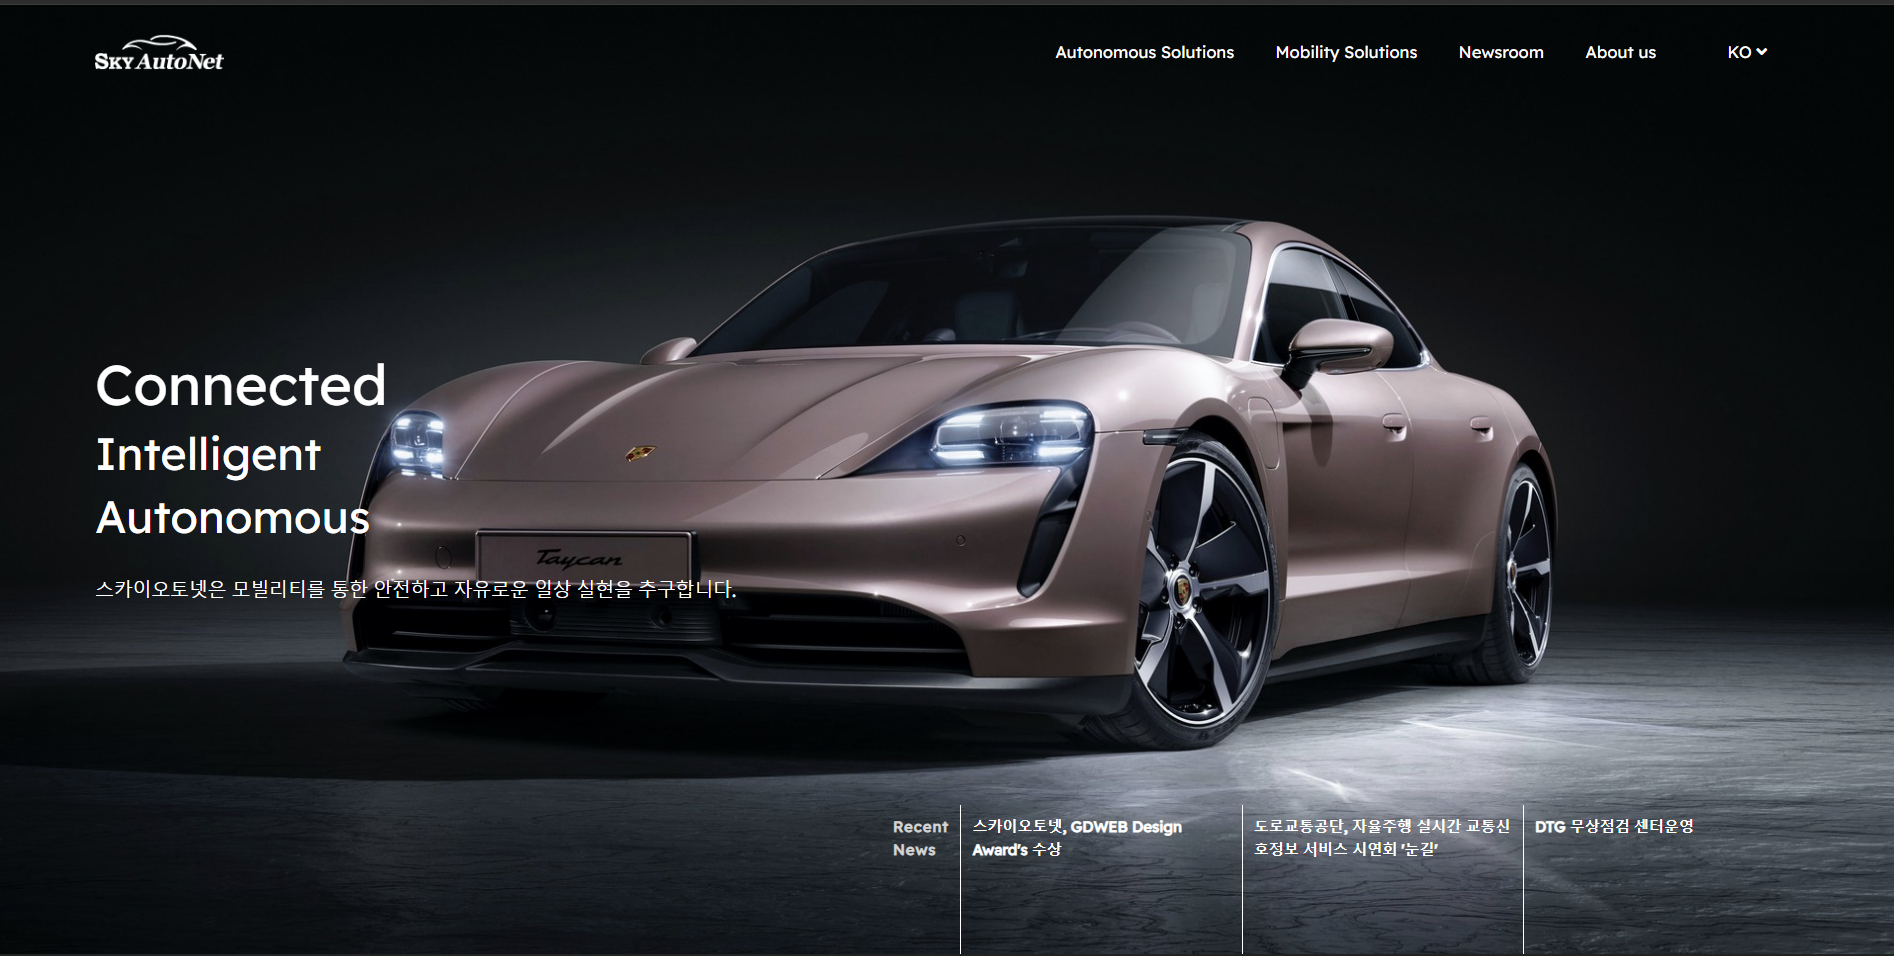 SKY AutoNet
Autonomous Solutions
Mobility Solutions
Newsroom
About us
KO
Connected
Intelligent
Autonomous
Taycan
스카이오토넷은 모빌리티를 통한 안전하고 자유로운 일상 실현을 추구합니다.
Recent
News
스카이오토넷, GDWEB Design
Award's 수상
도로교통공단, 자율주행 실시간 교통신
호정보 서비스 시연회 '눈길'
DTG 무상점검 센터운영